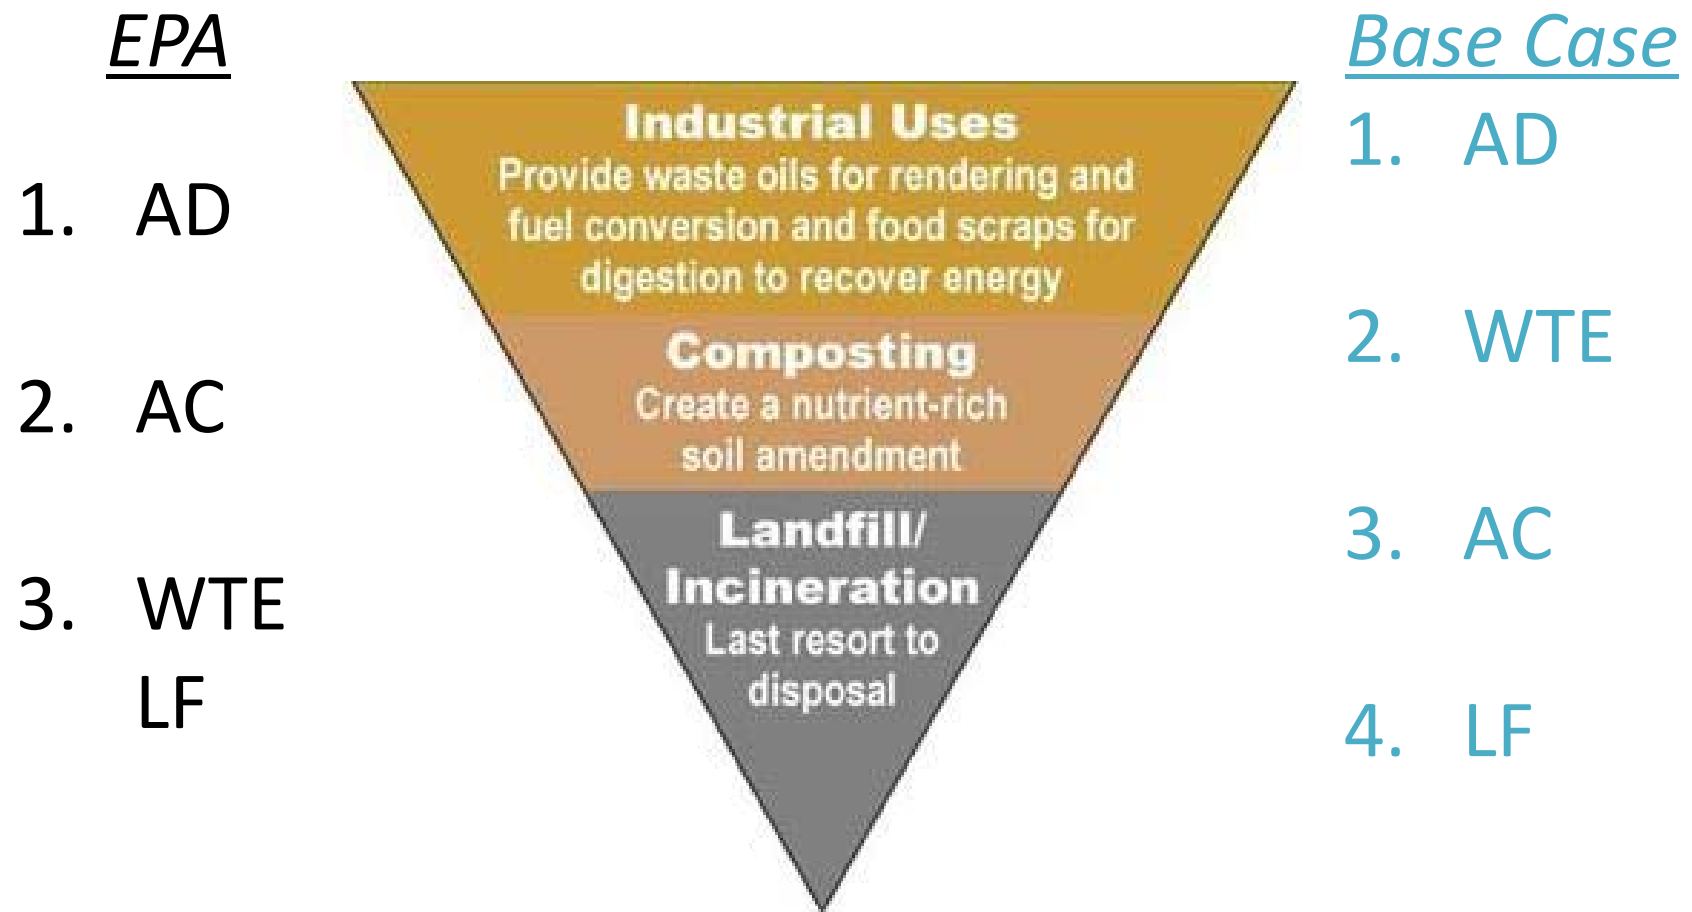 EPA
1. AD
2. AC
3. WTE
LF
Industrial Uses
Provide waste oils for rendering and
fuel conversion and food scraps for
digestion to recover energy
Composting
Create a nutrient-rich
soil amendment
Landfill/
Incineration
Last resort to
disposal
Base Case
1. AD
2. WTE
3. AC
4. LF